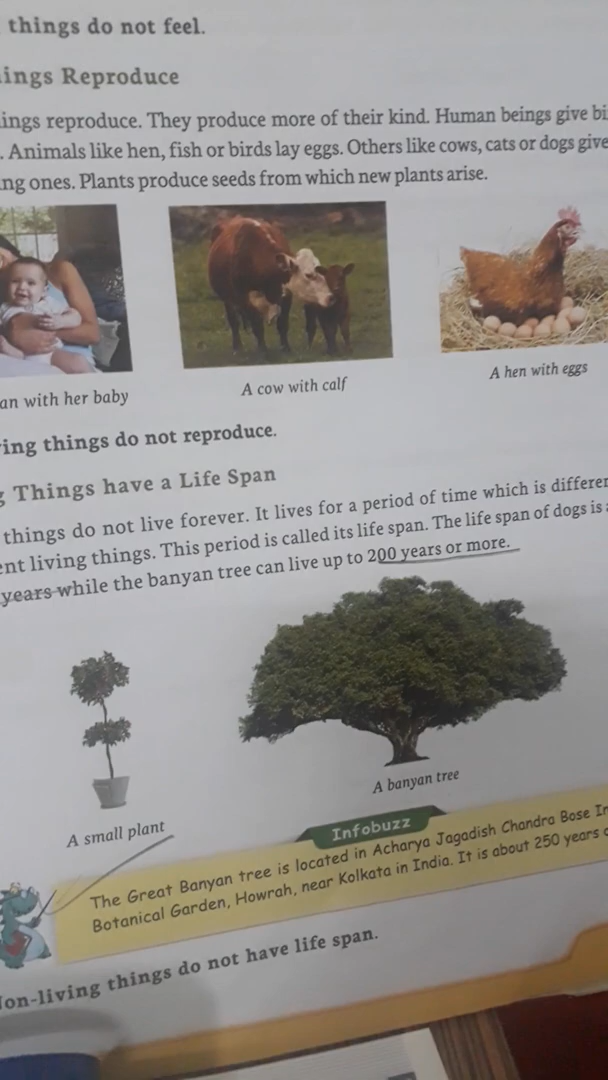 things do not feel.
ings Reproduce
ings reproduce. They produce more of their kind. Human beings give bi
. Animals like hen, fish or birds lay eggs. Others like cows, cats or dogs give
ng ones. Plants produce seeds from which new plants arise.
an with her baby
A cow with calf
A hen with eggs
ing things do not reproduce.
g Things have a Life Span
things do not live forever. It lives for a period of time which is differen
ent living things. This period is called its life span. The life span of dogs is
years while the banyan tree can live up to 200 years or more.
A small plant
A banyan tree
Infobuzz
The Great Banyan tree is located in Acharya Jagadish Chandra Bose In
Botanical Garden, Howrah, near Kolkata in India. It is about 250 years o
Non-living things do not have life span.